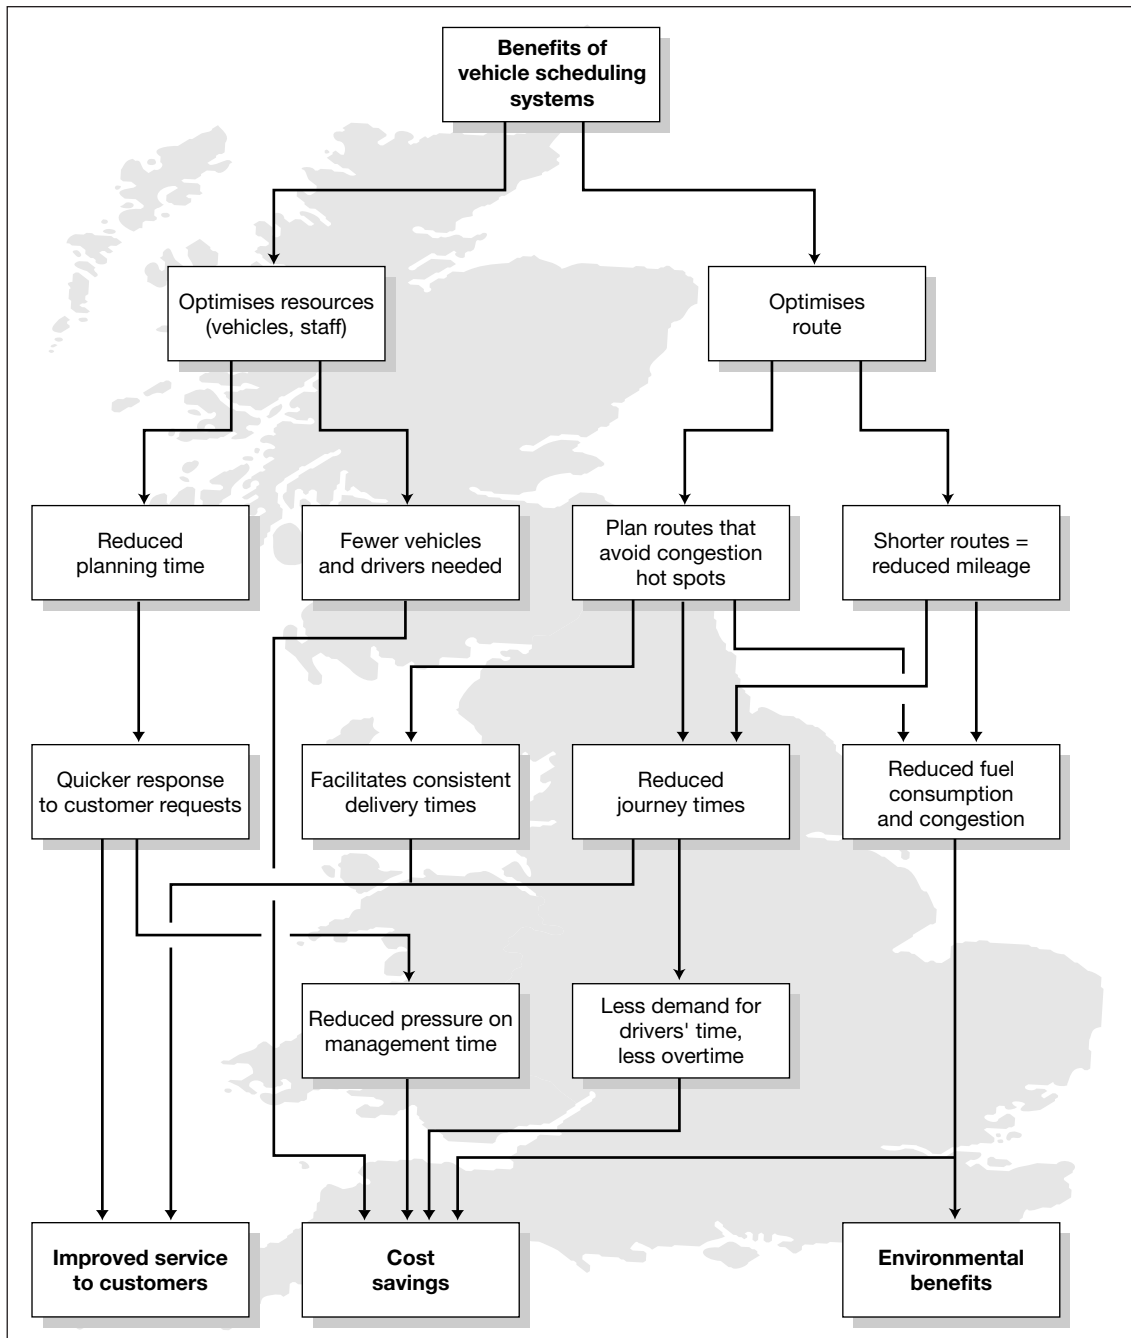 Benefits of
vehicle scheduling
systems
Optimises resources
(vehicles, staff)
Optimises
route
Reduced
planning time
Fewer vehicles
and drivers needed
Plan routes that
avoid congestion
hot spots
Shorter routes =
reduced mileage
Quicker response
to customer requests
Facilitates consistent
delivery times
Reduced
journey times
Reduced fuel
consumption
and congestion
Reduced pressure on
management time
Less demand for
drivers' time,
less overtime
Improved service
to customers
Cost
savings
Environmental
benefits